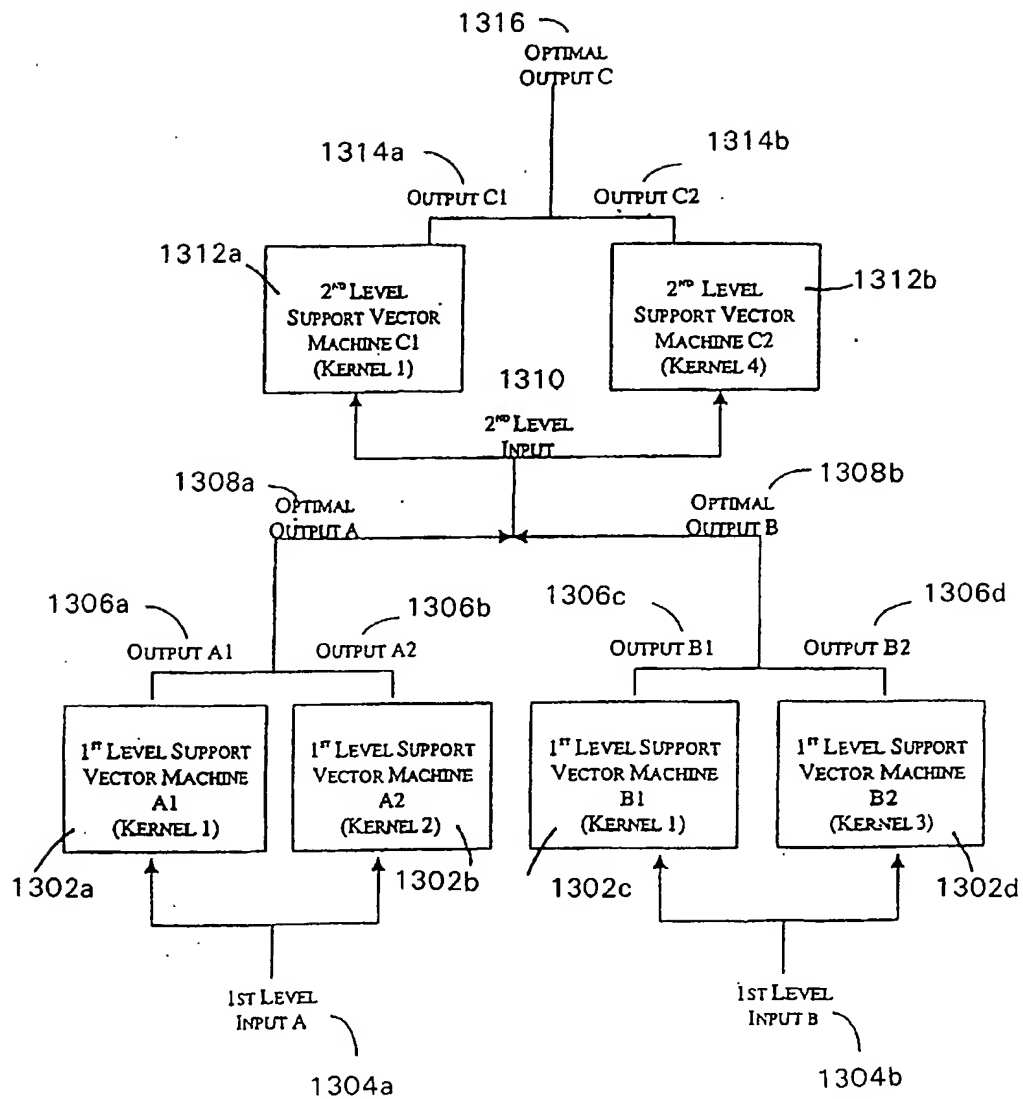 1316
OPTIMAL
OUTPUT C
1314a
1314b
OUTPUT C1
OUTPUT C2
1312a
2ND LEVEL
SUPPORT VECTOR
MACHINE C1
(KERNEL 1)
2ND LEVEL
SUPPORT VECTOR
MACHINE C2
(KERNEL 4)
1312b
1310
2ND LEVEL
INPUT
1308a
OPTIMAL
OUTPUT A
1308b
OPTIMAL
OUTPUT B
1306a
1306b
1306c
1306d
OUTPUT A1
OUTPUT A2
OUTPUT B1
OUTPUT B2
1ST LEVEL SUPPORT
VECTOR MACHINE
A1
(KERNEL 1)
1ST LEVEL SUPPORT
VECTOR MACHINE
A2
(KERNEL 2)
1ST LEVEL SUPPORT
VECTOR MACHINE
B1
(KERNEL 1)
1ST LEVEL SUPPORT
VECTOR MACHINE
B2
(KERNEL 3)
1302a
1302b
1302c
1302d
1ST LEVEL
INPUT A
1ST LEVEL
INPUT B
1304a
1304b